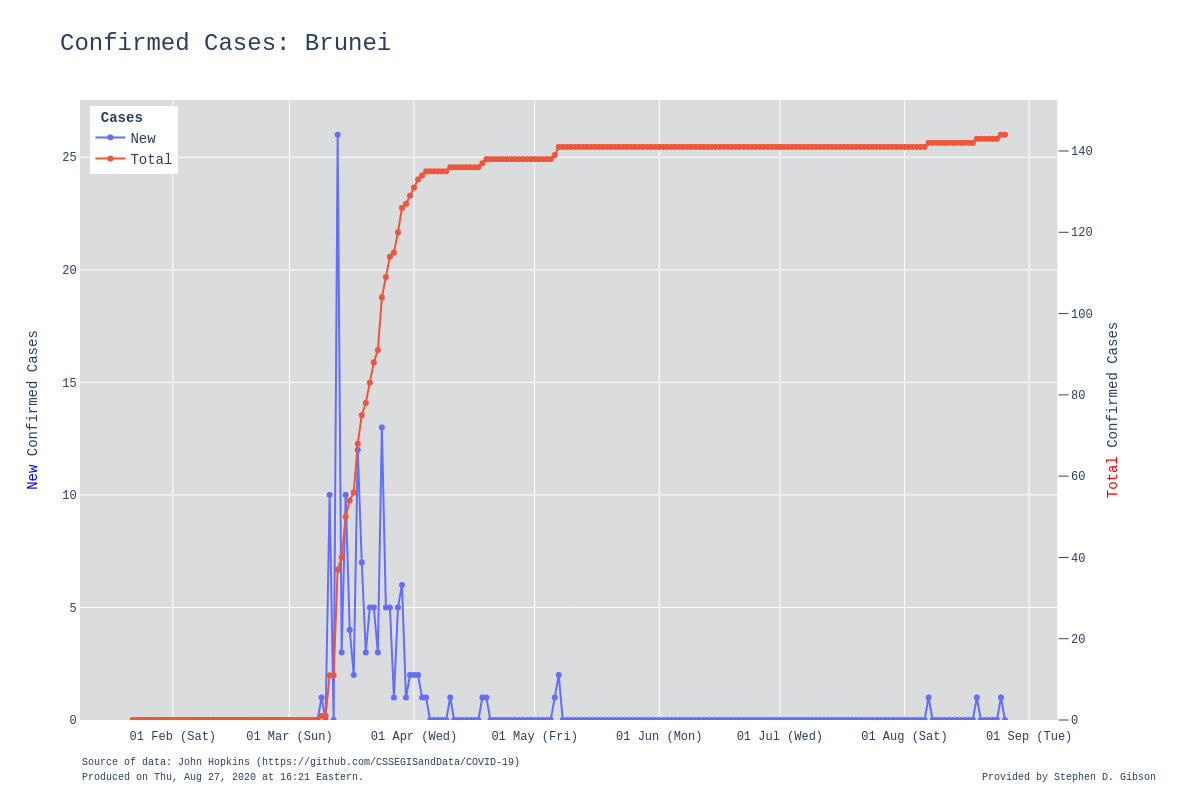 Confirmed Cases: Brunei
Cases
New
Total
25
20
15
10
5
0
New Confirmed Cases
140
120
100
80
60
40
20
0
Total Confirmed Cases
01 Feb (Sat) 01 Mar (Sun) 01 Apr (Wed) 01 May (Fri) 01 Jun (Mon) 01 Jul (Wed) 01 Aug (Sat) 01 Sep (Tue)
Source of data: John Hopkins (https://github.com/CSSEGISandData/COVID-19)
Produced on Thu, Aug 27, 2020 at 16:21 Eastern.
Provided by Stephen D. Gibson